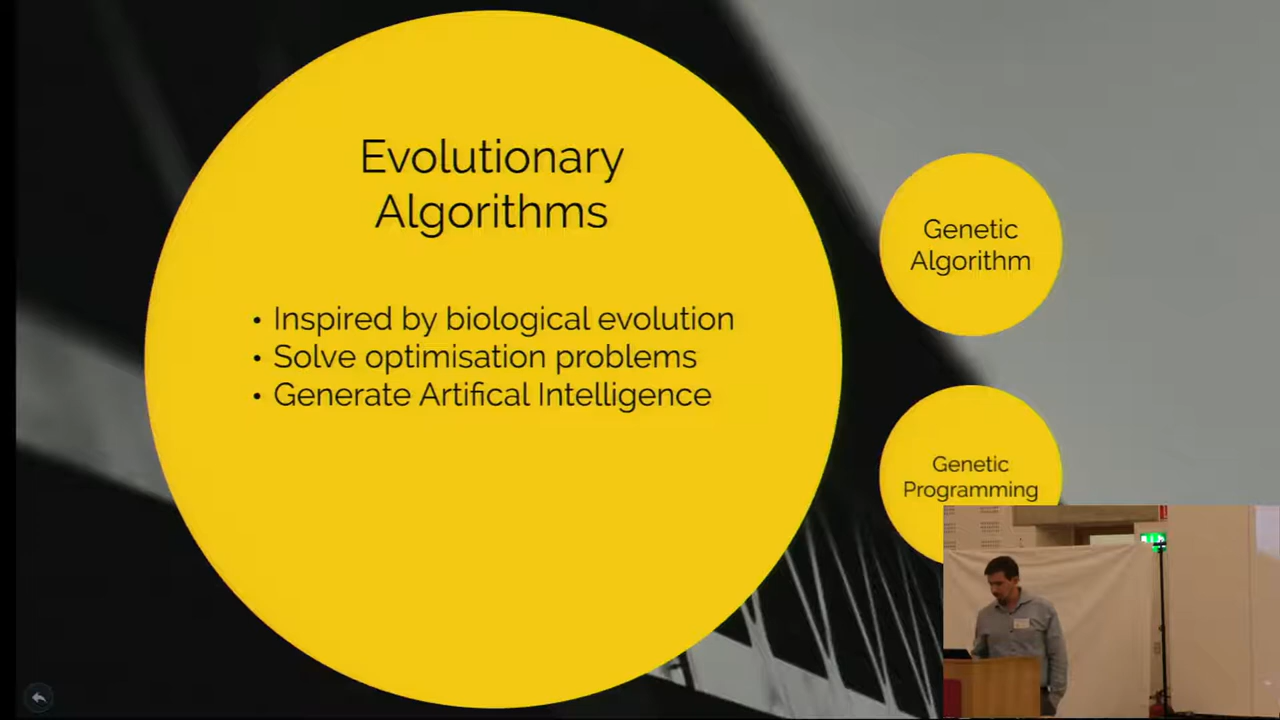 Evolutionary
Algorithms
• Inspired by biological evolution
• Solve optimisation problems
• Generate Artifical Intelligence
Genetic
Algorithm
Genetic
Programming